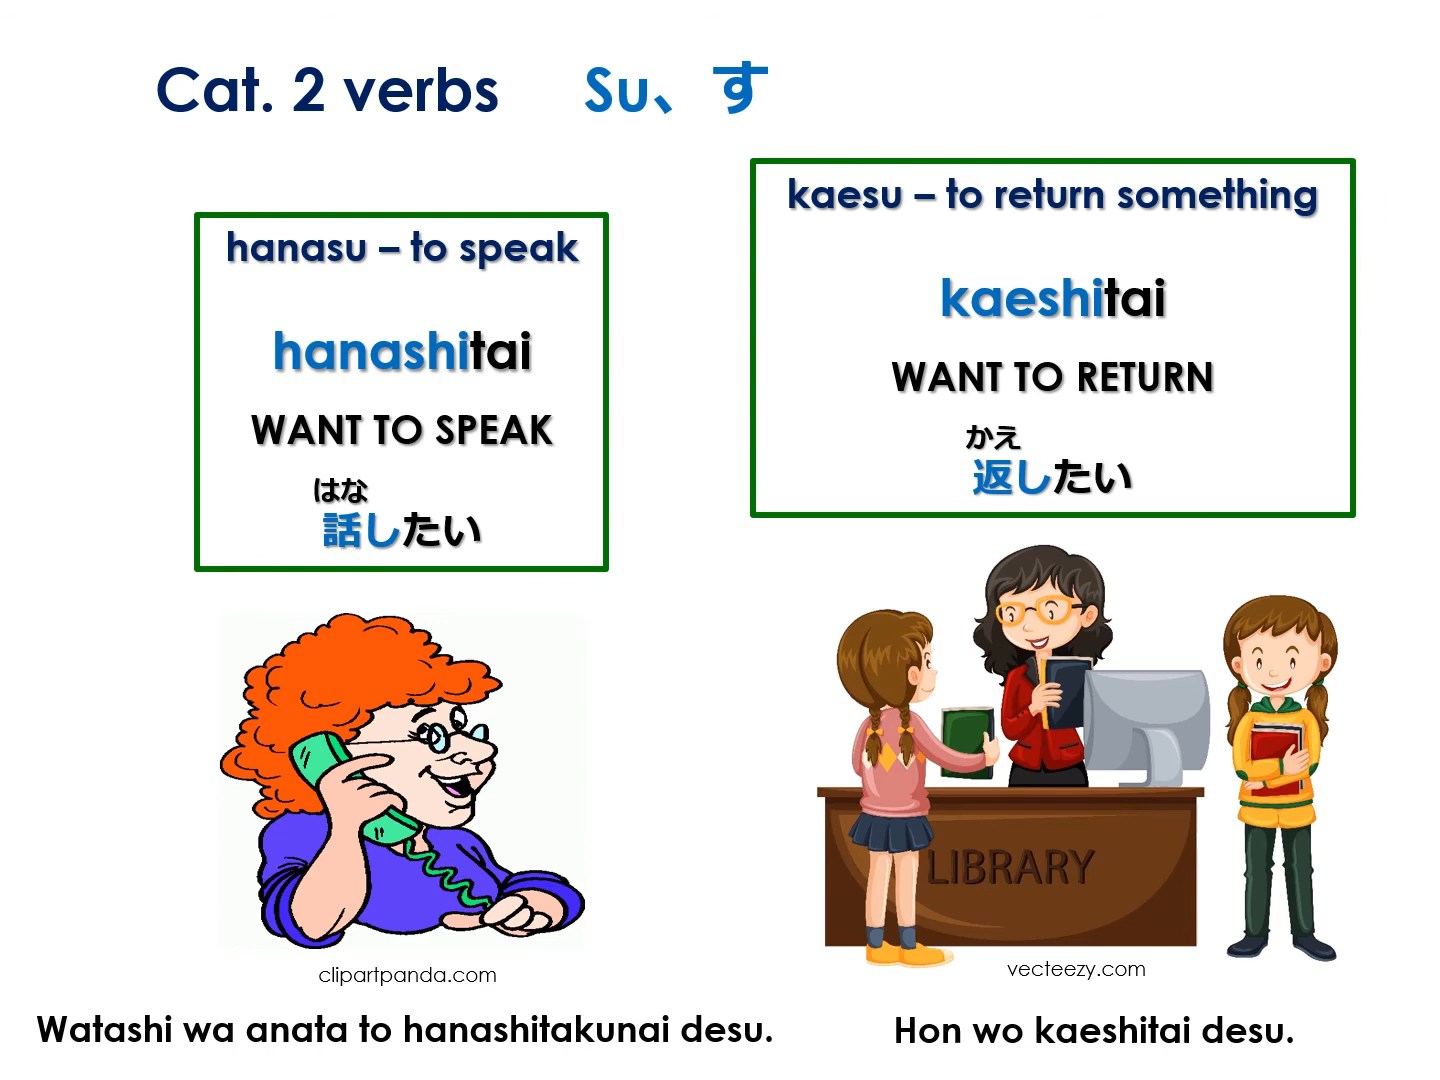 Cat. 2 verbs Su、す
hanasu – to speak
hanashitai
WANT TO SPEAK
はな
話したい
kaesu – to return something
kaeshitai
WANT TO RETURN
かえ
返したい
LIBRARY
clipartpanda.com
vecteezy.com
Watashi wa anata to hanashitakunai desu.
Hon wo kaeshitai desu.